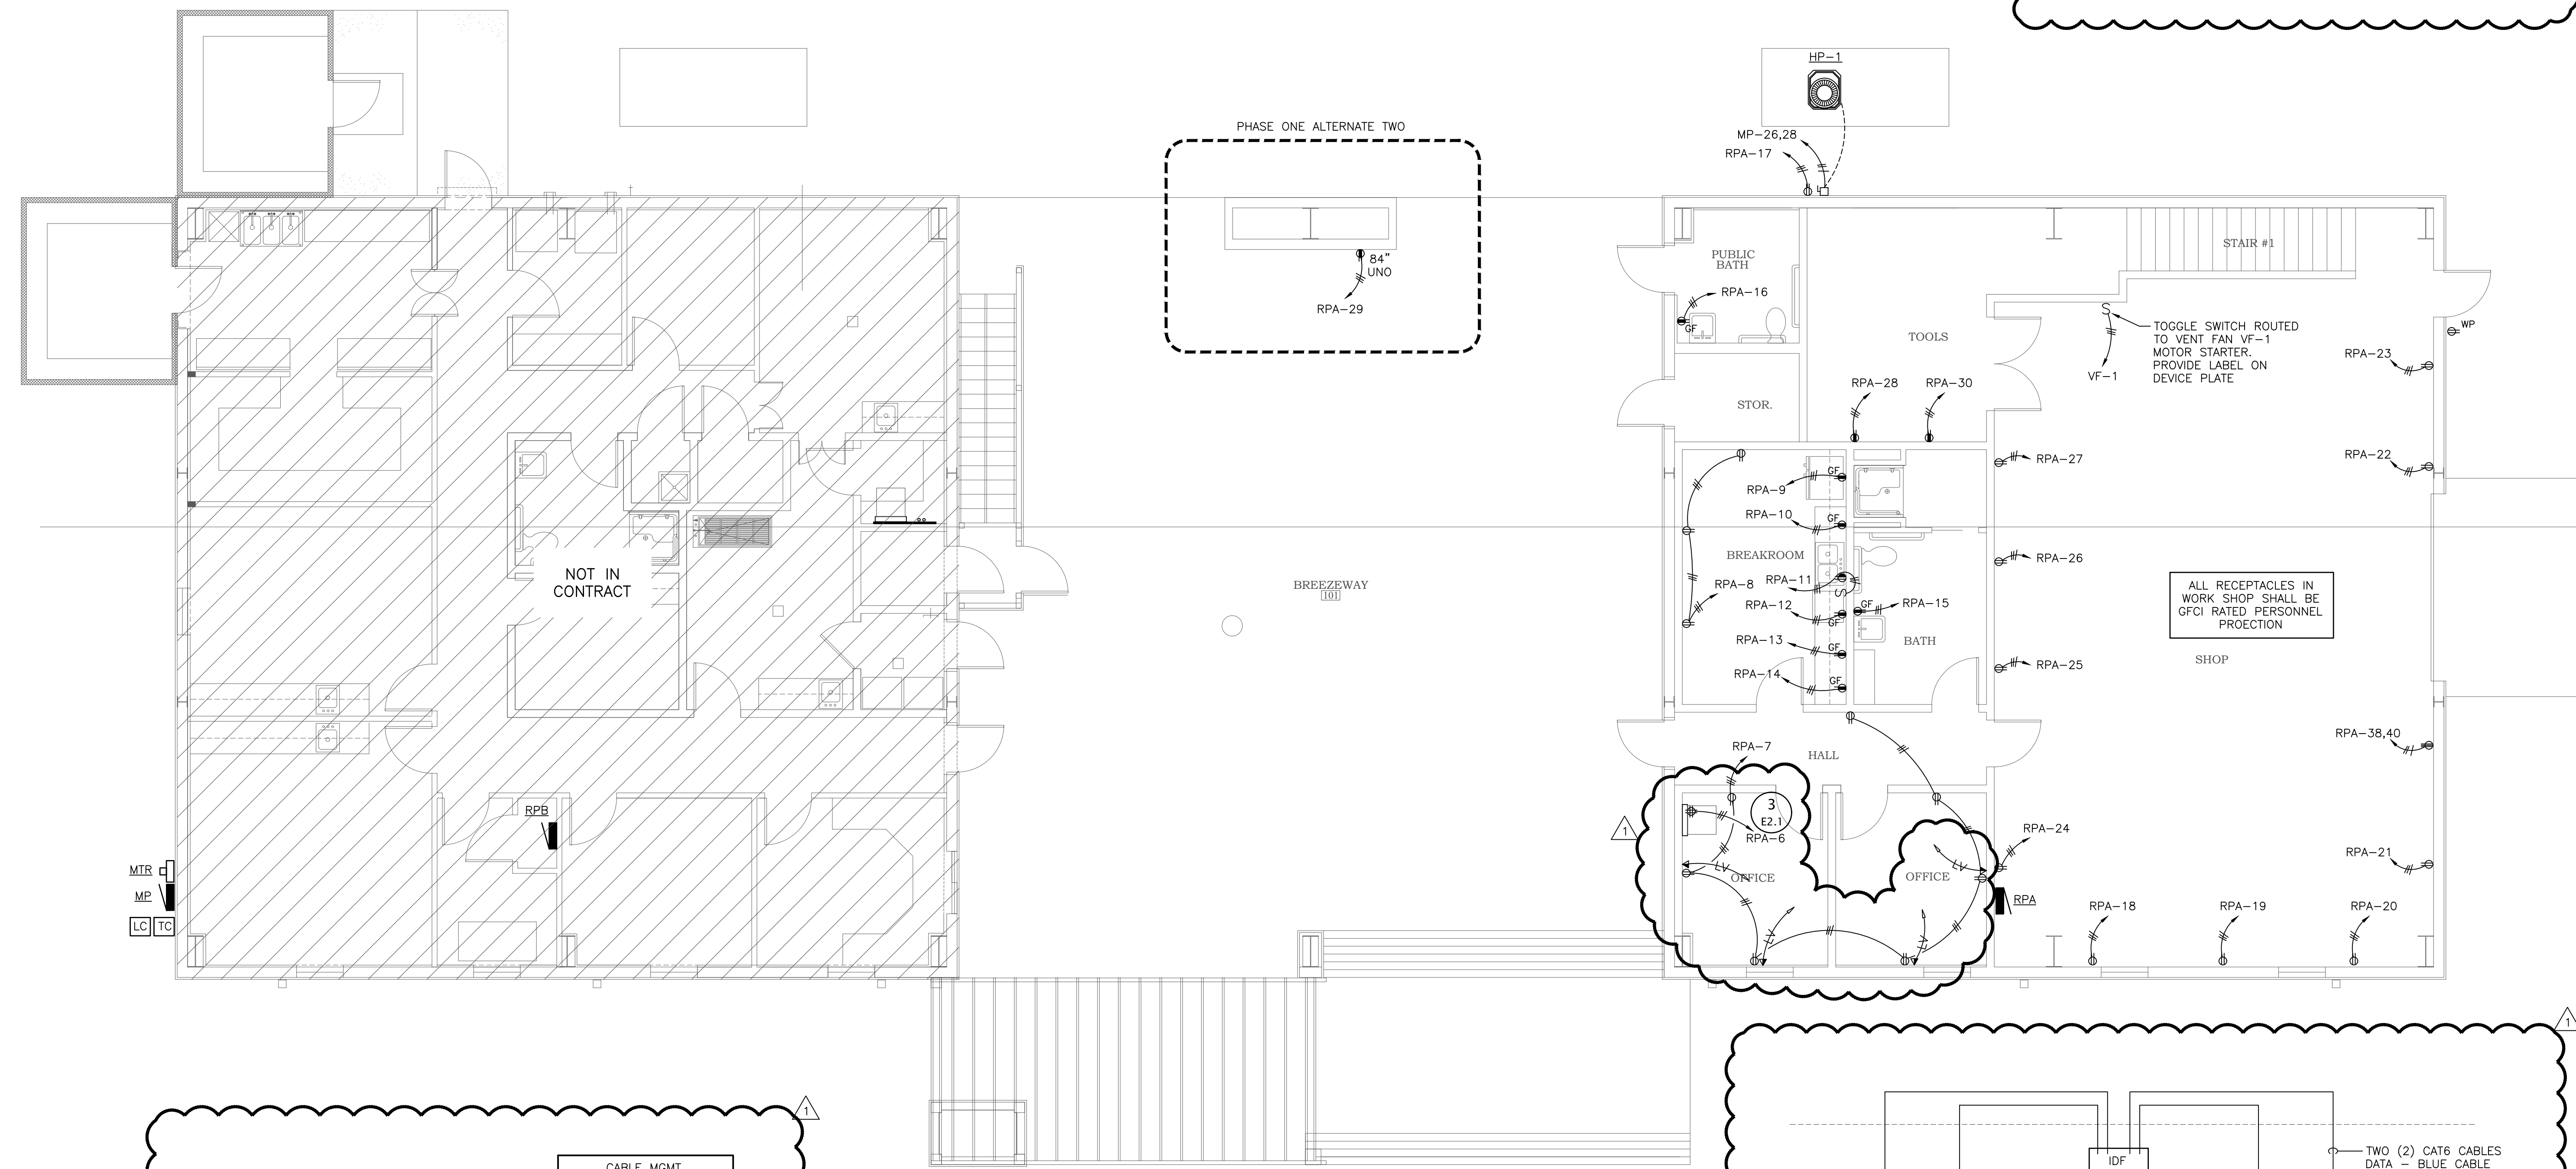 HP-1
PHASE ONE ALTERNATE TWO
MP-26,28
RPA-17
84"
UNO
RPA-29
PUBLIC
BATH
RPA-16
GF
STAIR #1
S
TOGGLE SWITCH ROUTED
TO VENT FAN VF-1
MOTOR STARTER.
PROVIDE LABEL ON
DEVICE PLATE
VF-1
WP
RPA-23
TOOLS
RPA-28
RPA-30
STOR.
RPA-27
RPA-22
GF
RPA-9
RPA-10
GF
BREAKROOM
RPA-26
NOT IN
CONTRACT
BREEZEWAY
101
RPA-8
RPA-11
S
RPA-12
GF
GF
RPA-15
ALL RECEPTACLES IN
WORK SHOP SHALL BE
GFCI RATED PERSONNEL
PROECTION
RPA-13
GF
BATH
SHOP
RPA-25
RPA-14
GF
RPA-38,40
RPA-7
HALL
3
E2.1
1
RPB
RPA-6
RPA-24
RPA-21
MTR
MP
LV
OFFICE
LV
OFFICE
RPA
LC
TC
RPA-18
RPA-19
RPA-20
LV
LV
1
1
CABLE MGMT
IDF
TWO (2) CAT6 CABLES
DATA - BLUE CABLE